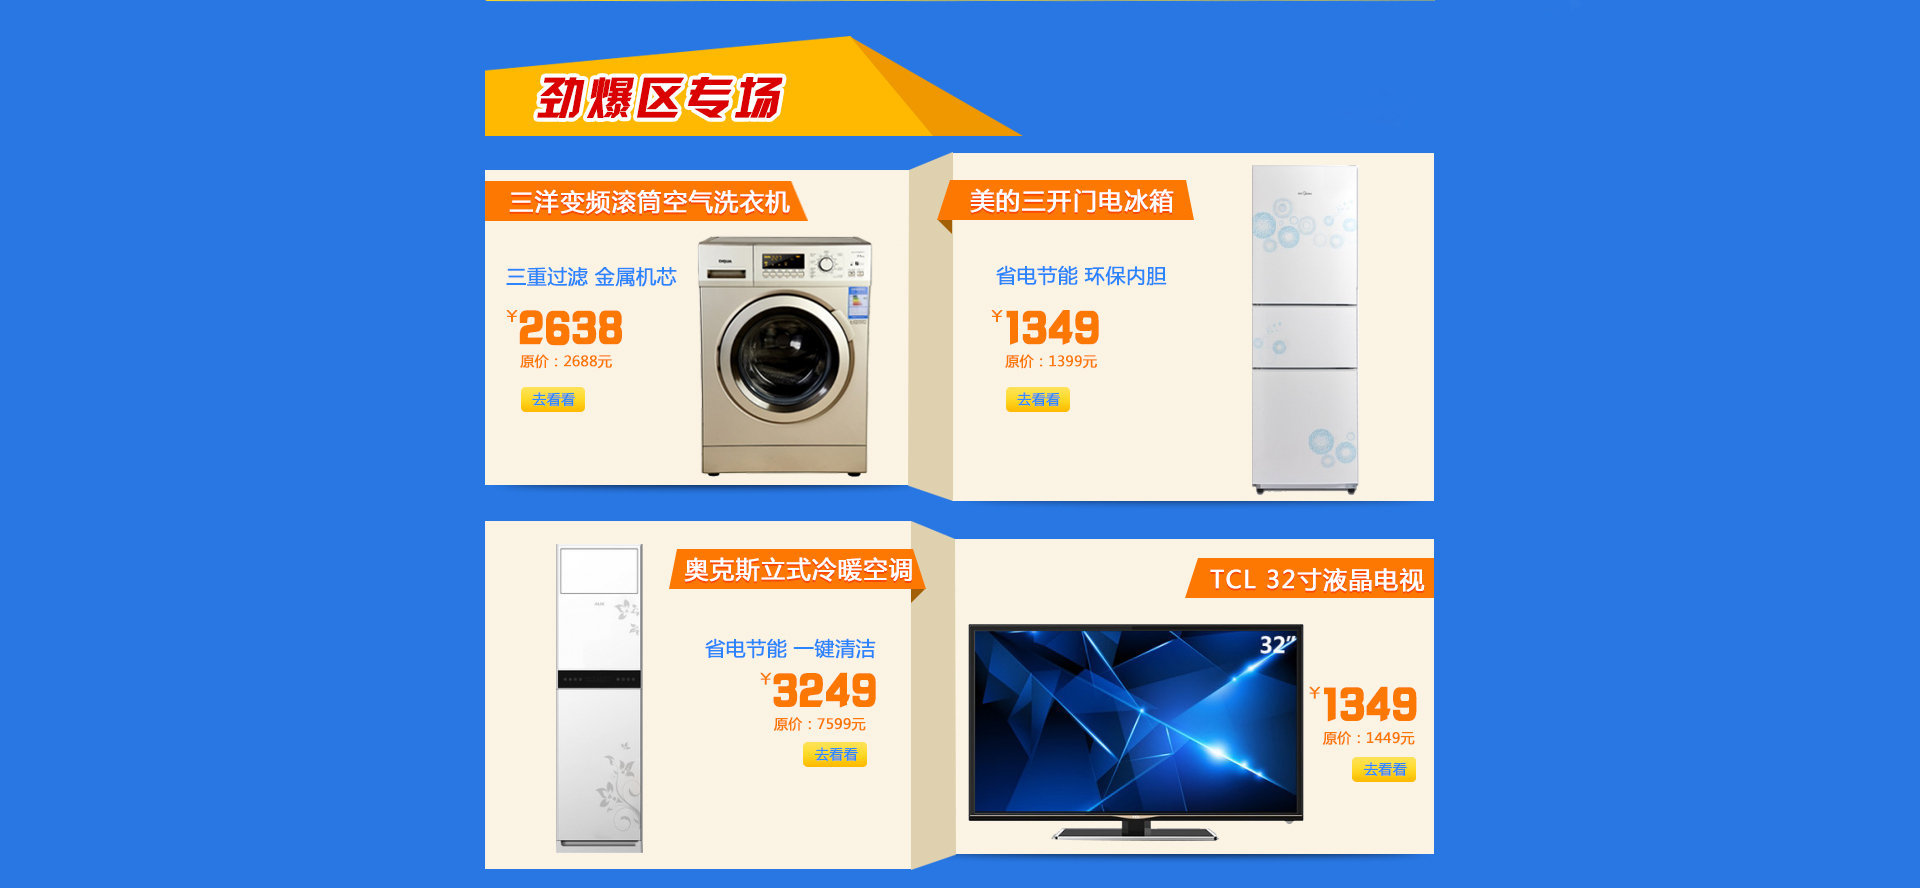 劲爆区专场
三洋变频滚筒空气洗衣机
三重过滤 金属机芯
¥2638
原价：2688元
去看看
美的三开门电冰箱
省电节能 环保内胆
¥1349
原价：1399元
去看看
奥克斯立式冷暖空调
省电节能 一键清洁
¥3249
原价：7599元
去看看
TCL 32寸液晶电视
32”
¥1349
原价：1449元
去看看